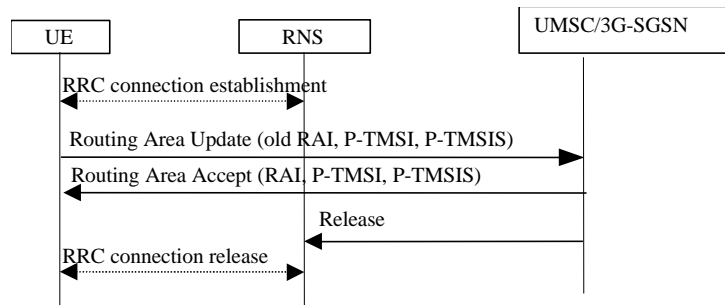 UE
RNS
UMSC/3G-SGSN
RRC connection establishment
Routing Area Update (old RAI, P-TMSI, P-TMSIS)
Routing Area Accept (RAI, P-TMSI, P-TMSIS)
Release
RRC connection release